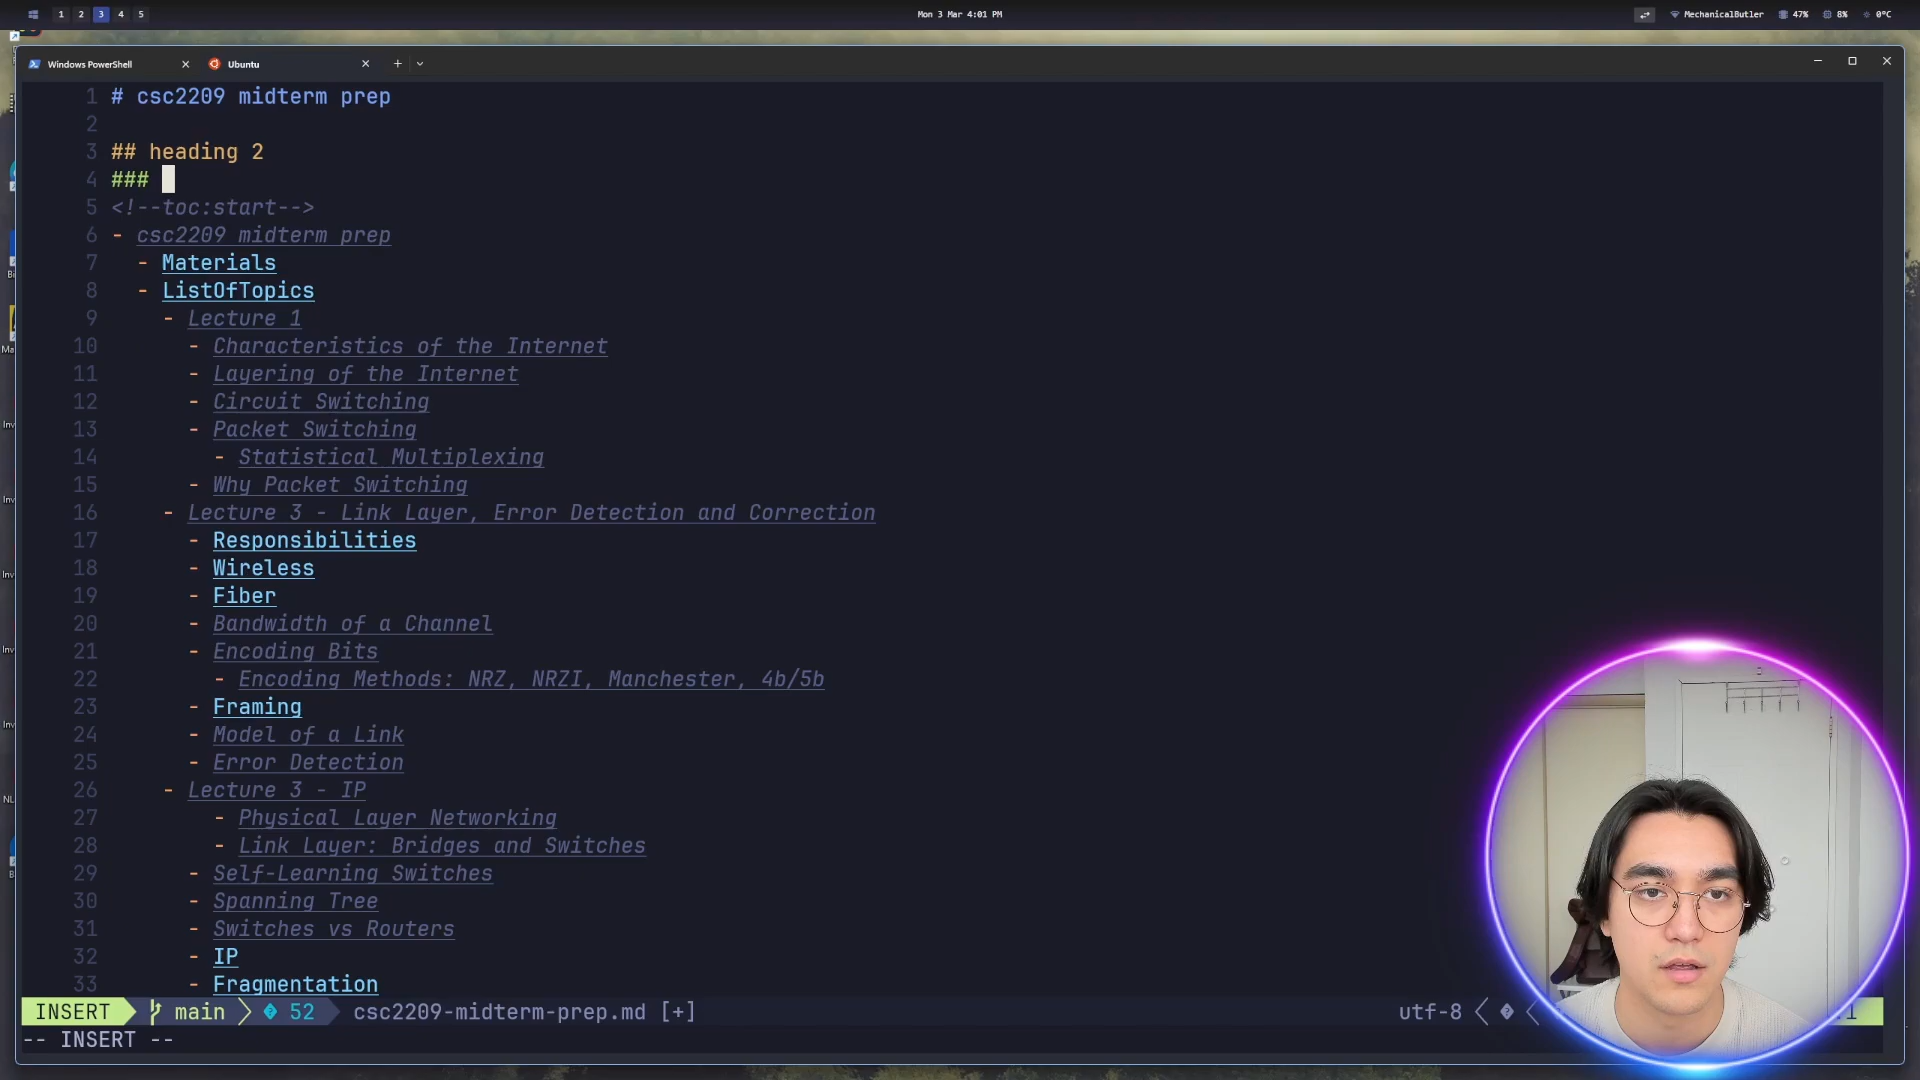 1 2 3 4 5
Mon 3 Mar 4:01 PM
MechanicalButler 47% 8% 0°C
Windows PowerShell
Ubuntu
1 # csc2209 midterm prep
2
3 ## heading 2
4 ###
5 <!--toc:start-->
6 - csc2209 midterm prep
7 - Materials
8 - ListOfTopics
9 - Lecture 1
10 - Characteristics of the Internet
11 - Layering of the Internet
12 - Circuit Switching
13 - Packet Switching
14 - Statistical Multiplexing
15 - Why Packet Switching
16 - Lecture 3 - Link Layer, Error Detection and Correction
17 - Responsibilities
18 - Wireless
19 - Fiber
20 - Bandwidth of a Channel
21 - Encoding Bits
22 - Encoding Methods: NRZ, NRZI, Manchester, 4b/5b
23 - Framing
24 - Model of a Link
25 - Error Detection
26 - Lecture 3 - IP
27 - Physical Layer Networking
28 - Link Layer: Bridges and Switches
29 - Self-Learning Switches
30 - Spanning Tree
31 - Switches vs Routers
32 - IP
33 - Fragmentation
INSERT main 52 csc2209-midterm-prep.md [+] utf-8
-- INSERT --